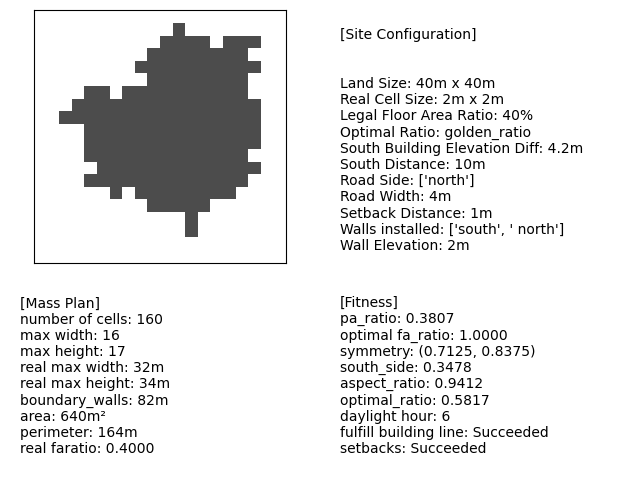 [Site Configuration]
Land Size: 40m x 40m
Real Cell Size: 2m x 2m
Legal Floor Area Ratio: 40%
Optimal Ratio: golden_ratio
South Building Elevation Diff: 4.2m
South Distance: 10m
Road Side: ['north']
Road Width: 4m
Setback Distance: 1m
Walls installed: ['south', ' north']
Wall Elevation: 2m
[Mass Plan]
number of cells: 160
max width: 16
max height: 17
real max width: 32m
real max height: 34m
boundary_walls: 82m
area: 640m²
perimeter: 164m
real faratio: 0.4000
[Fitness]
pa_ratio: 0.3807
optimal fa_ratio: 1.0000
symmetry: (0.7125, 0.8375)
south_side: 0.3478
aspect_ratio: 0.9412
optimal_ratio: 0.5817
daylight hour: 6
fulfill building line: Succeeded
setbacks: Succeeded